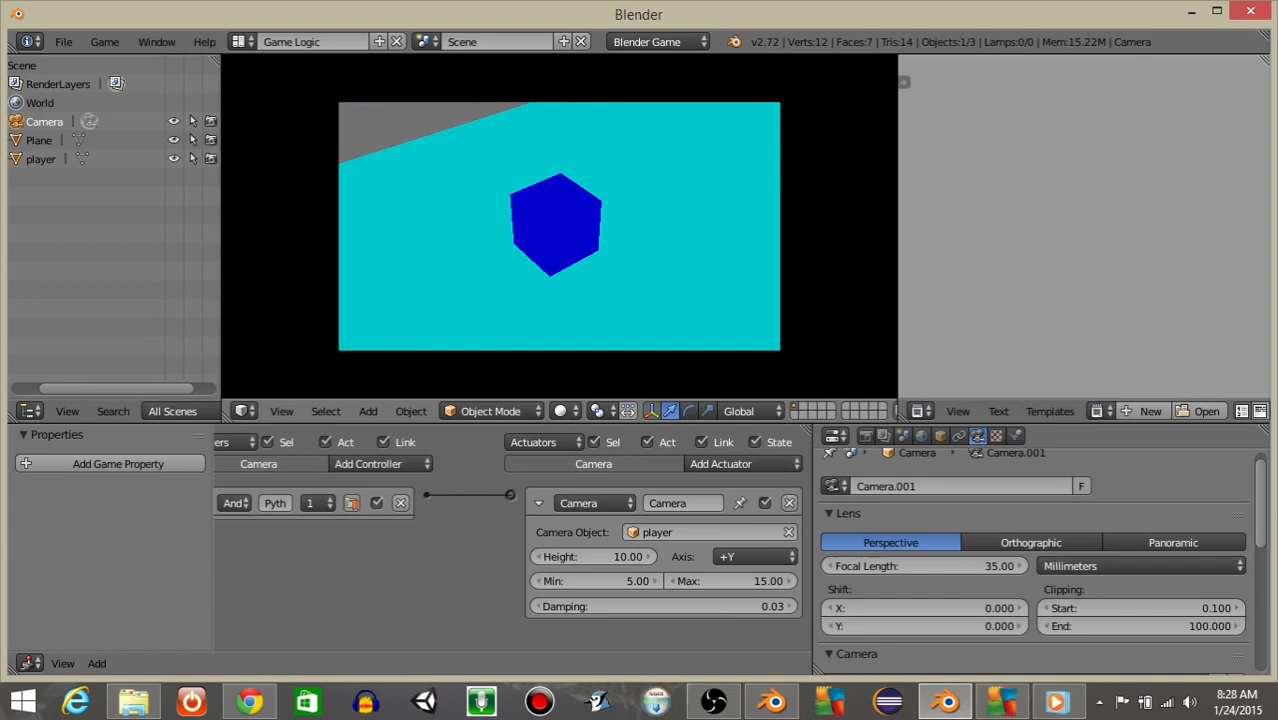 Blender
File Game Window Help Game Logic Scene Blender Game v2.72 | Verts:12 | Faces:7 | Tris:14 | Objects:1/3 | Lamps:0/0 | Mem:15.22M | Camera
Scene
RenderLayers
World
Camera
Plane
player
View Search All Scenes
View Select Add Object Object Mode Global
View Text Templates New Open
Properties
Add Game Property
ers Sel Act Link
Camera Add Controller
And Pyth 1
Actuators Sel Act Link State
Camera Add Actuator
Camera Camera
Camera Object: player
Height: 10.00 Axis: +Y
Min: 5.00 Max: 15.00
Damping: 0.03
View Add
Camera Camera.001
Camera.001 F
Lens
Perspective Orthographic Panoramic
Focal Length: 35.00 Millimeters
Shift: Clipping:
X: 0.000 Start: 0.100
Y: 0.000 End: 100.000
Camera
8:28 AM
1/24/2015